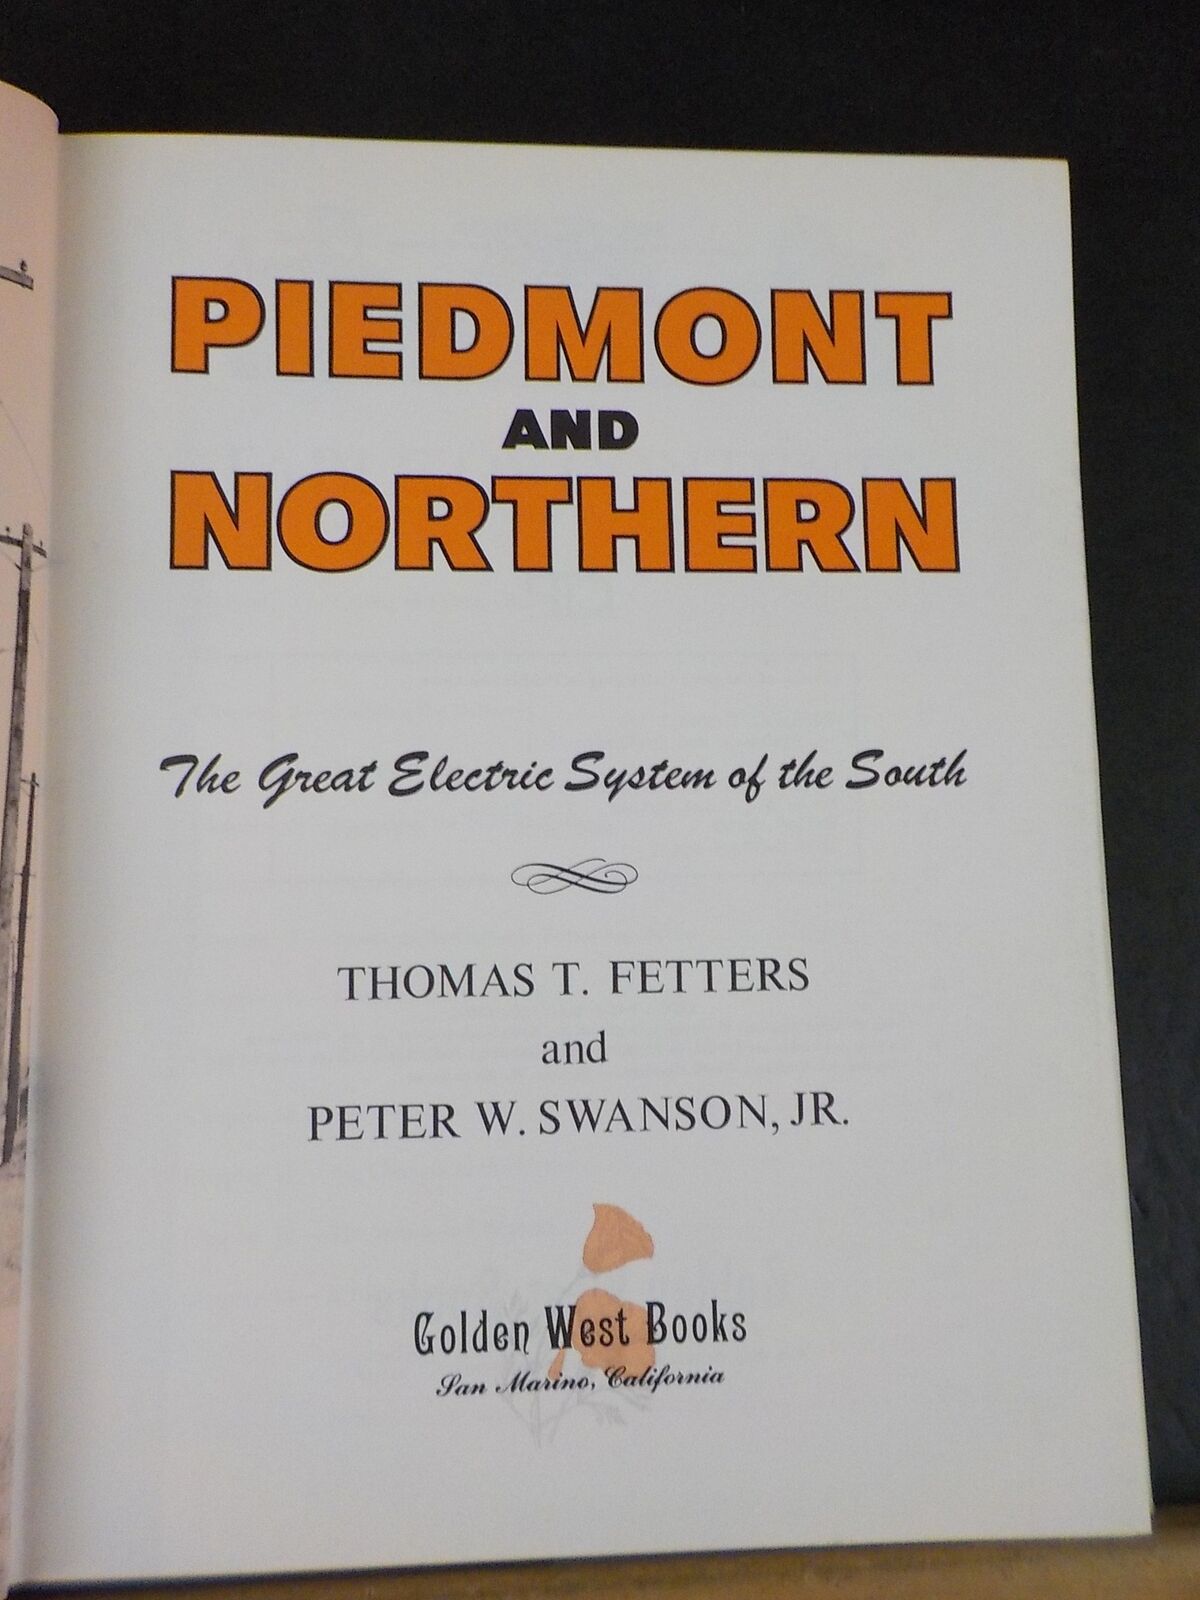 PIEDMONT
AND
NORTHERN
The Great Electric System of the South
THOMAS T. FETTERS
and
PETER W. SWANSON, JR.
Golden West Books
San Marino, California